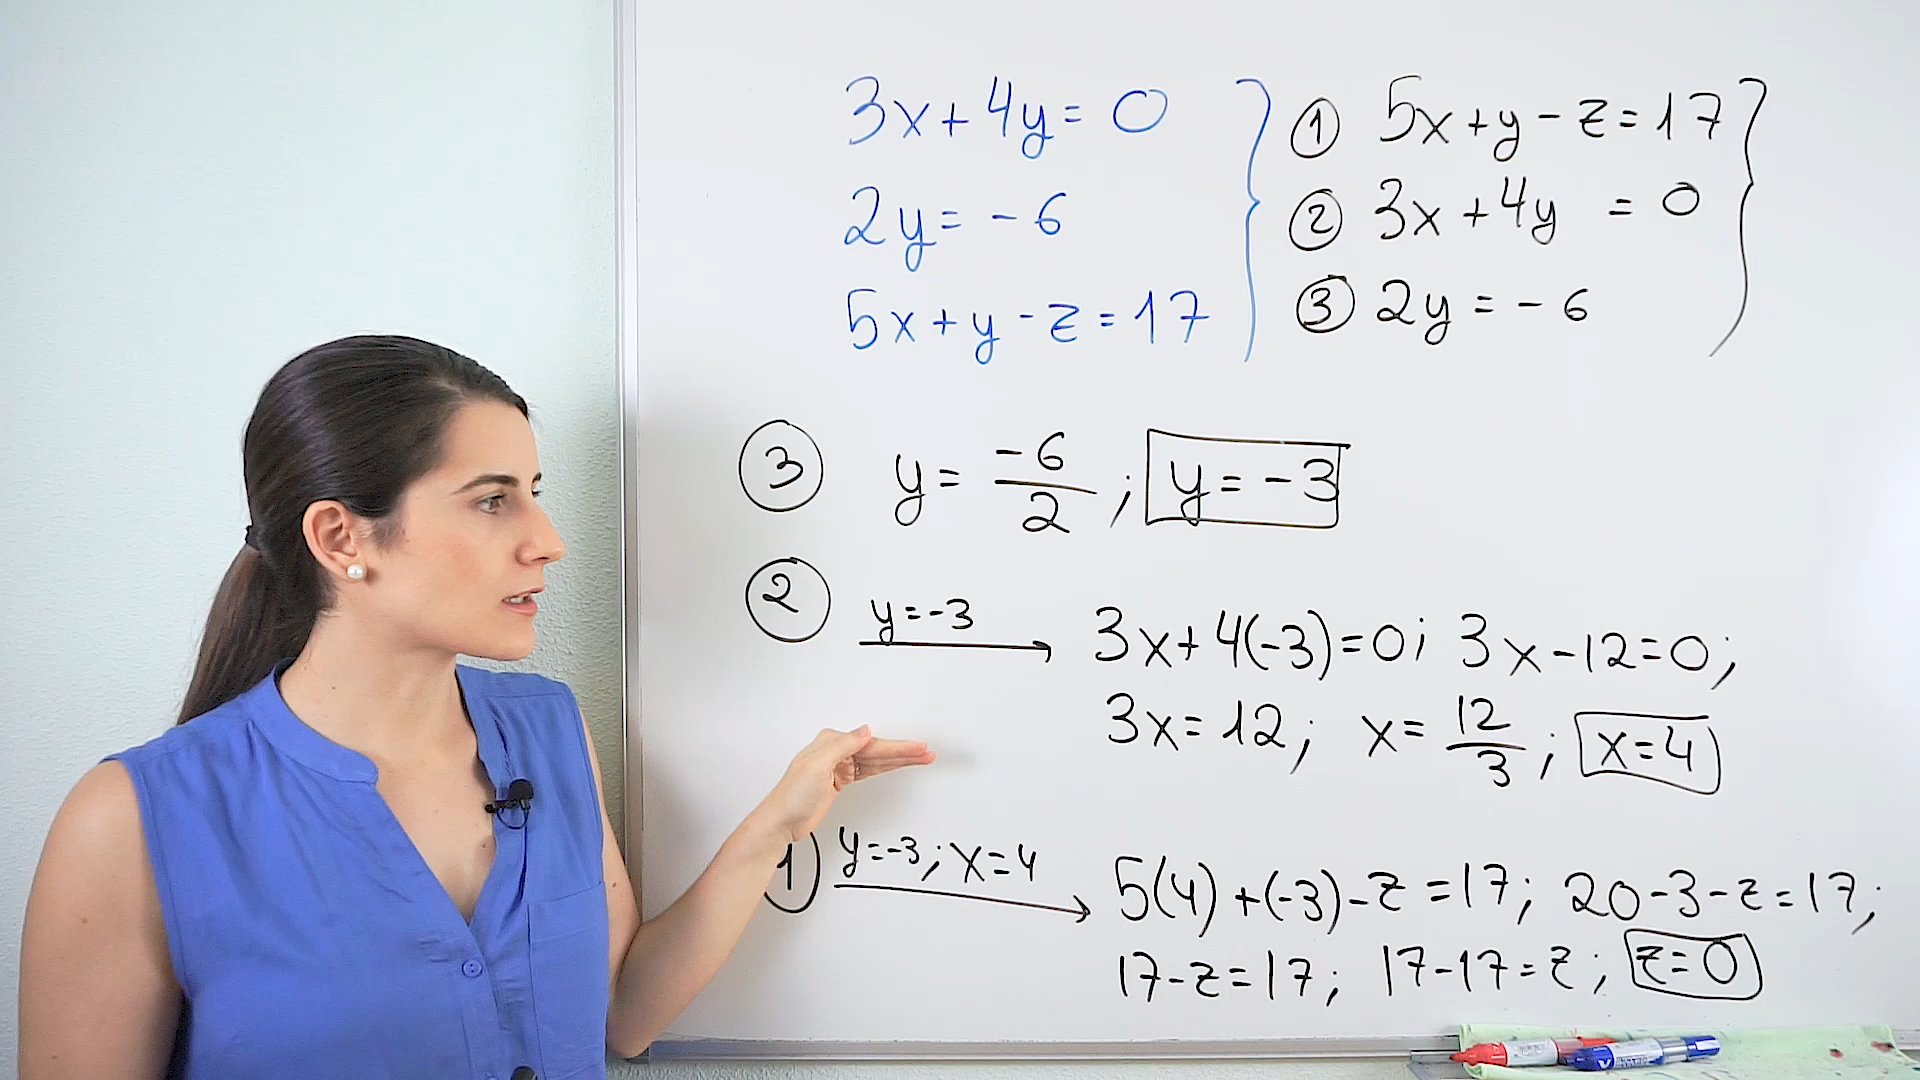 3x+4y=0
2y=-6
5x+y-z=17
① 5x+y-z=17
② 3x+4y =0
③ 2y=-6
③ y=-6/2; y=-3
② y=-3 → 3x+4(-3)=0; 3x-12=0;
3x=12; x=12/3; x=4
1 y=-3; x=4 → 5(4)+(-3)-z=17; 20-3-z=17;
17-z=17; 17-17=z; z=0